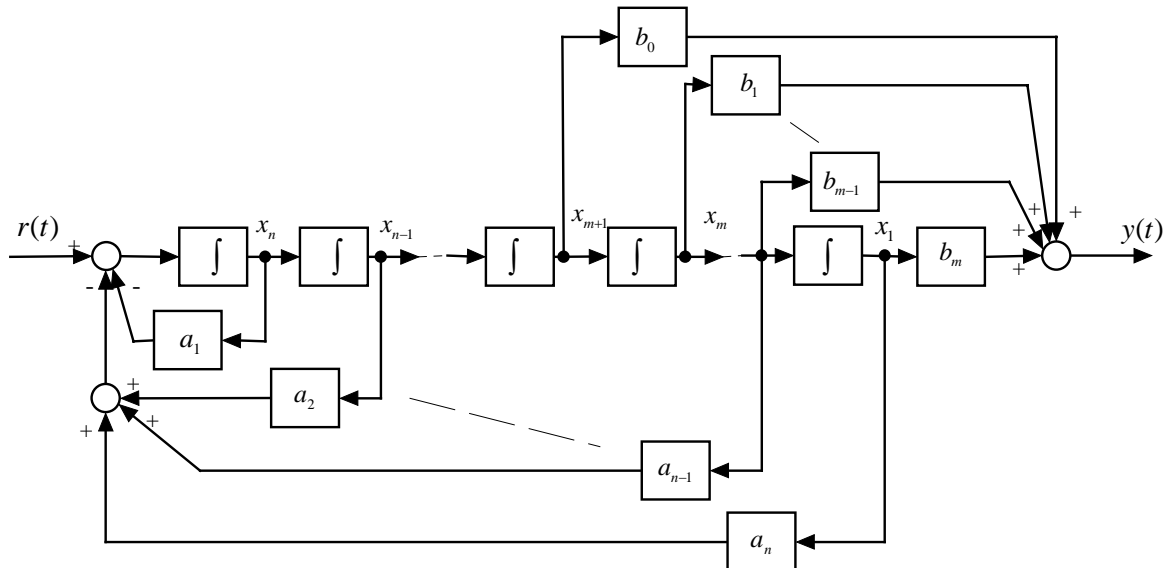 b₀
b₁
bₘ₋₁
r(t) + ∫ xₙ ∫ xₙ₋₁ ∫ xₘ₊₁ ∫ xₘ ∫ x₁ bₘ + + + + y(t)
- -
a₁
+ a₂
+ +
aₙ₋₁
aₙ